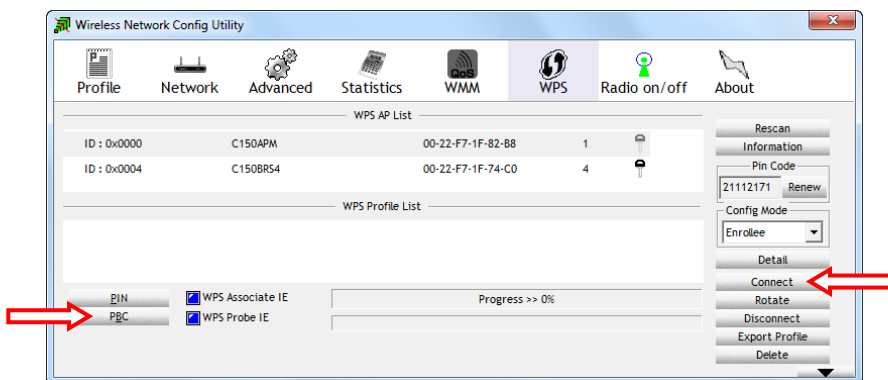 Wireless Network Config Utility
Profile Network Advanced Statistics QoS WMM WPS Radio on/off About
WPS AP List
ID : 0x0000 C150APM 00-22-F7-1F-82-B8 1
ID : 0x0004 C150BRS4 00-22-F7-1F-74-C0 4
WPS Profile List
Rescan
Information
Pin Code
21112171 Renew
Config Mode
Enrollee
Detail
Connect
Rotate
Disconnect
Export Profile
Delete
PIN WPS Associate IE Progress >> 0%
PBC WPS Probe IE